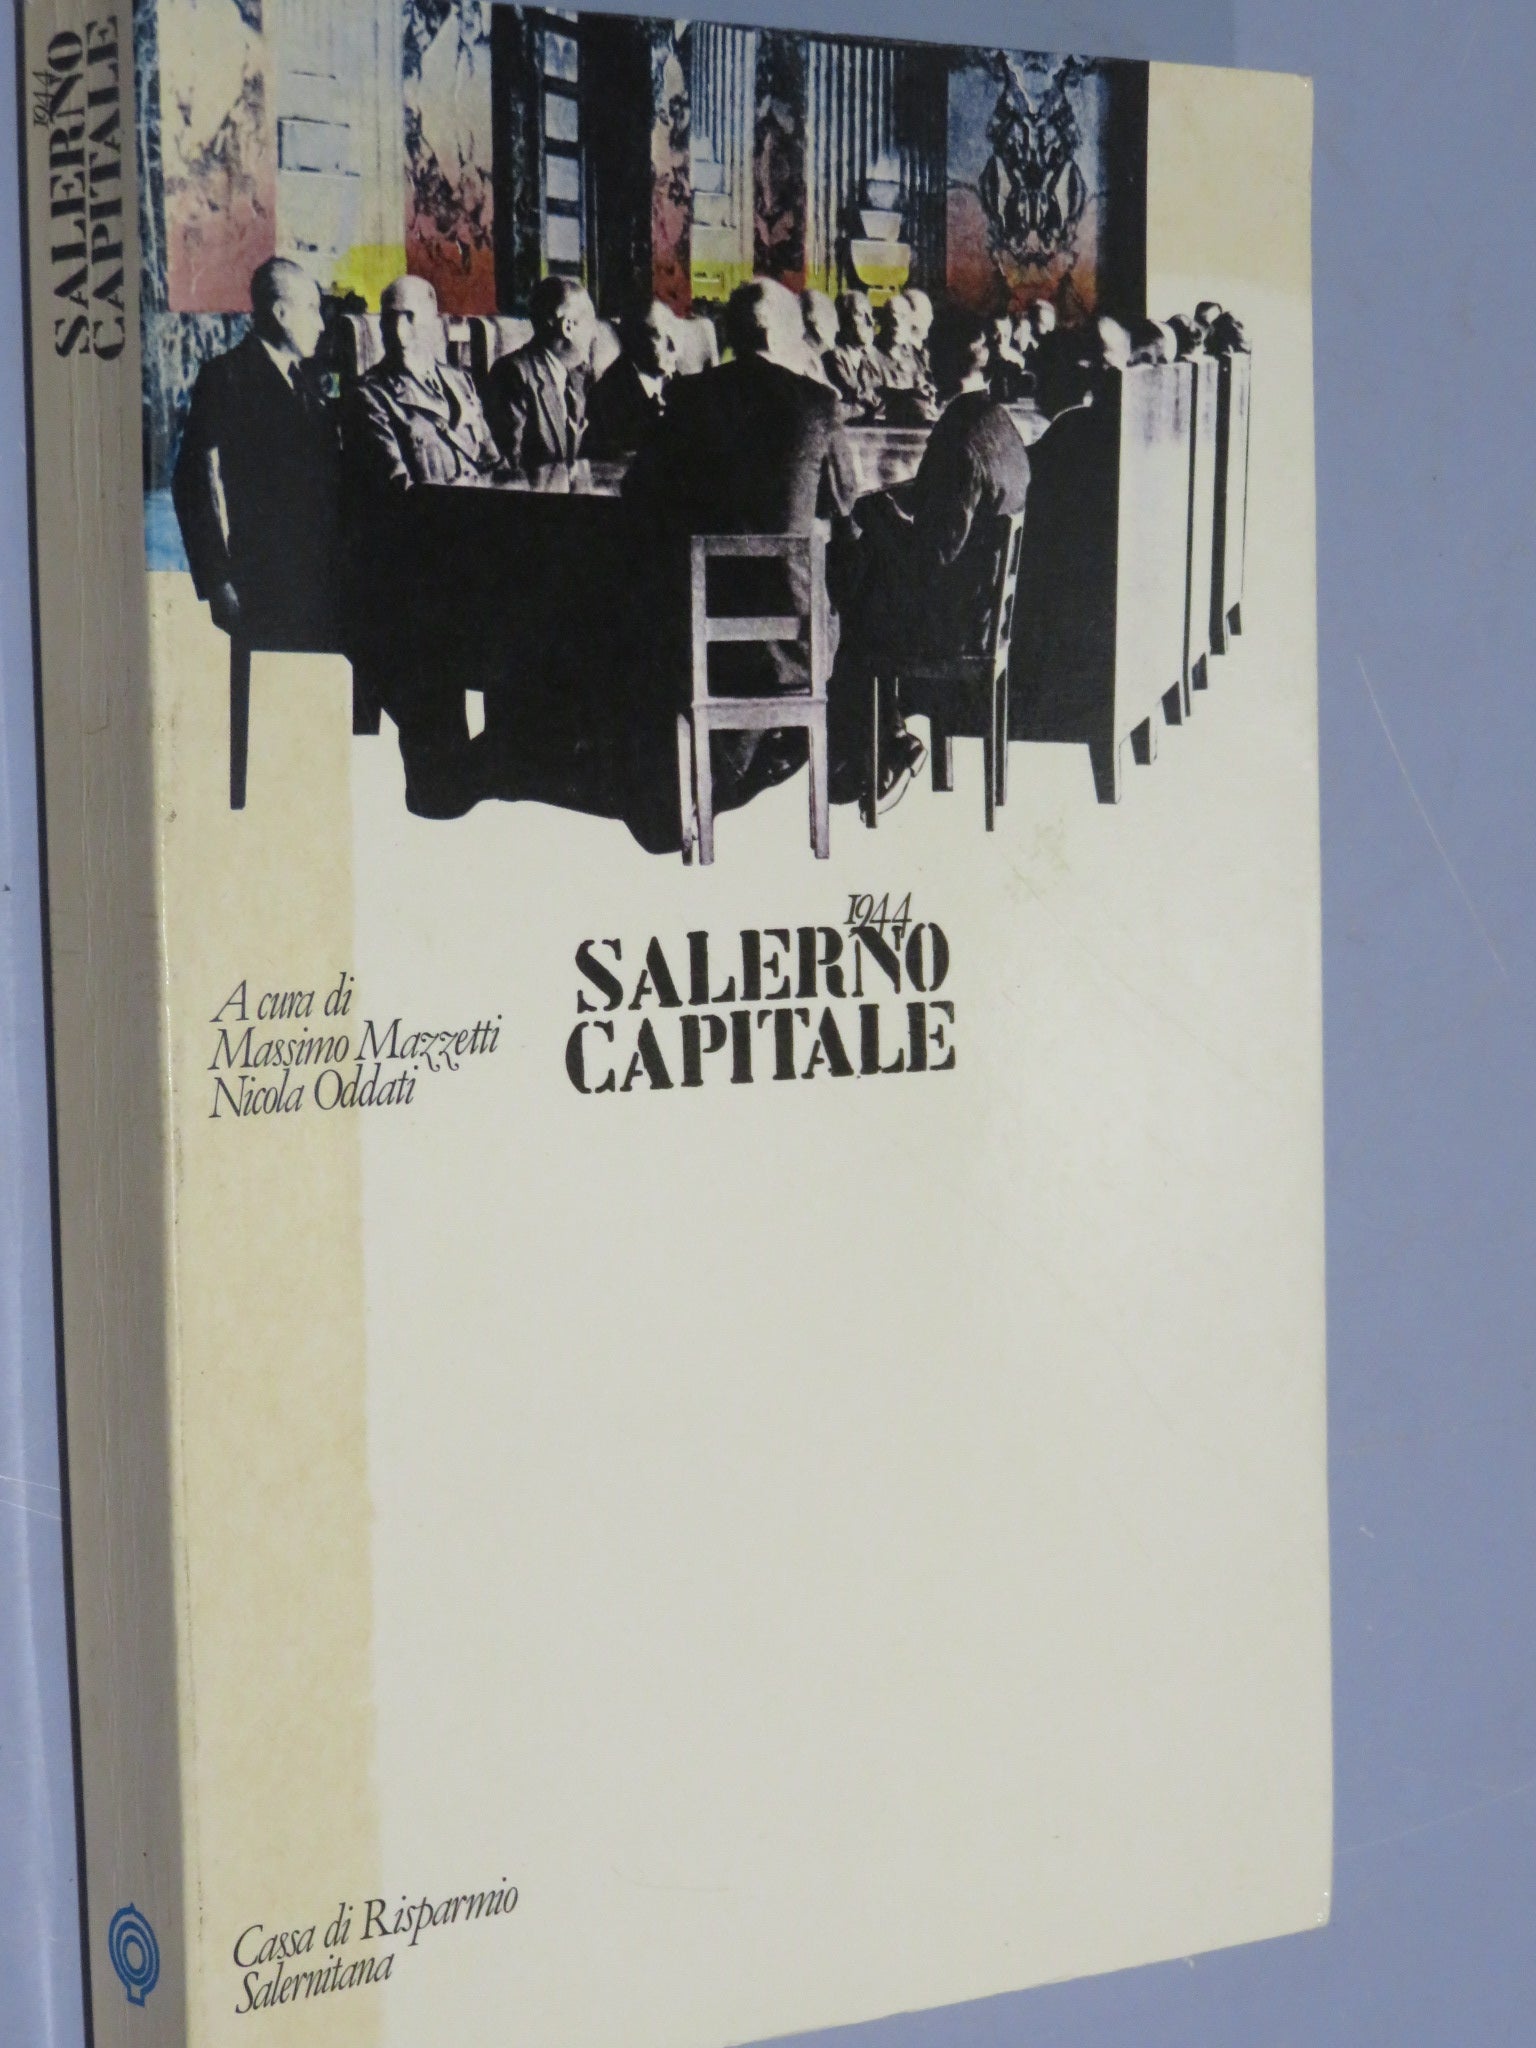 1944
SALERNO
CAPITALE
1944
SALERNO
CAPITALE
A cura di
Massimo Mazzetti
Nicola Oddati
Cassa di Risparmio
Salernitana